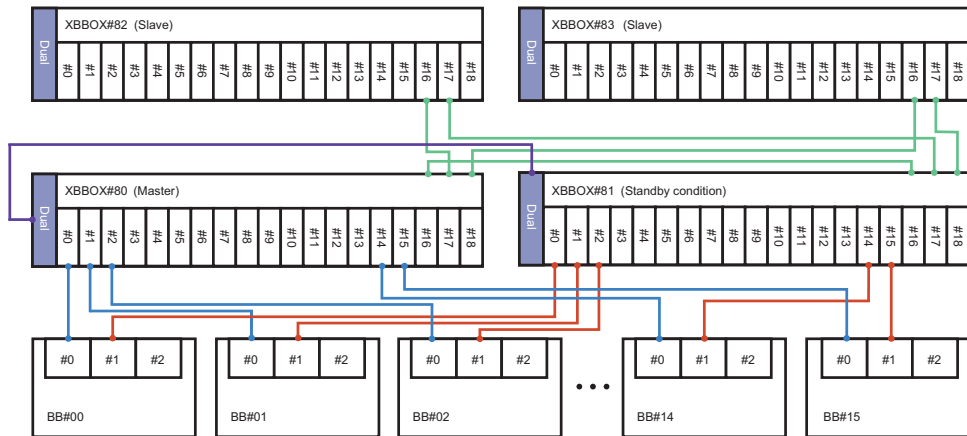 XBBOX#82 (Slave)
Dual
#0 #1 #2 #3 #4 #5 #6 #7 #8 #9 #10 #11 #12 #13 #14 #15 #16 #17 #18
XBBOX#83 (Slave)
Dual
#0 #1 #2 #3 #4 #5 #6 #7 #8 #9 #10 #11 #12 #13 #14 #15 #16 #17 #18
XBBOX#80 (Master)
Dual
#0 #1 #2 #3 #4 #5 #6 #7 #8 #9 #10 #11 #12 #13 #14 #15 #16 #17 #18
XBBOX#81 (Standby condition)
Dual
#0 #1 #2 #3 #4 #5 #6 #7 #8 #9 #10 #11 #12 #13 #14 #15 #16 #17 #18
#0 #1 #2
BB#00
#0 #1 #2
BB#01
#0 #1 #2
BB#02
• • •
#0 #1 #2
BB#14
#0 #1 #2
BB#15